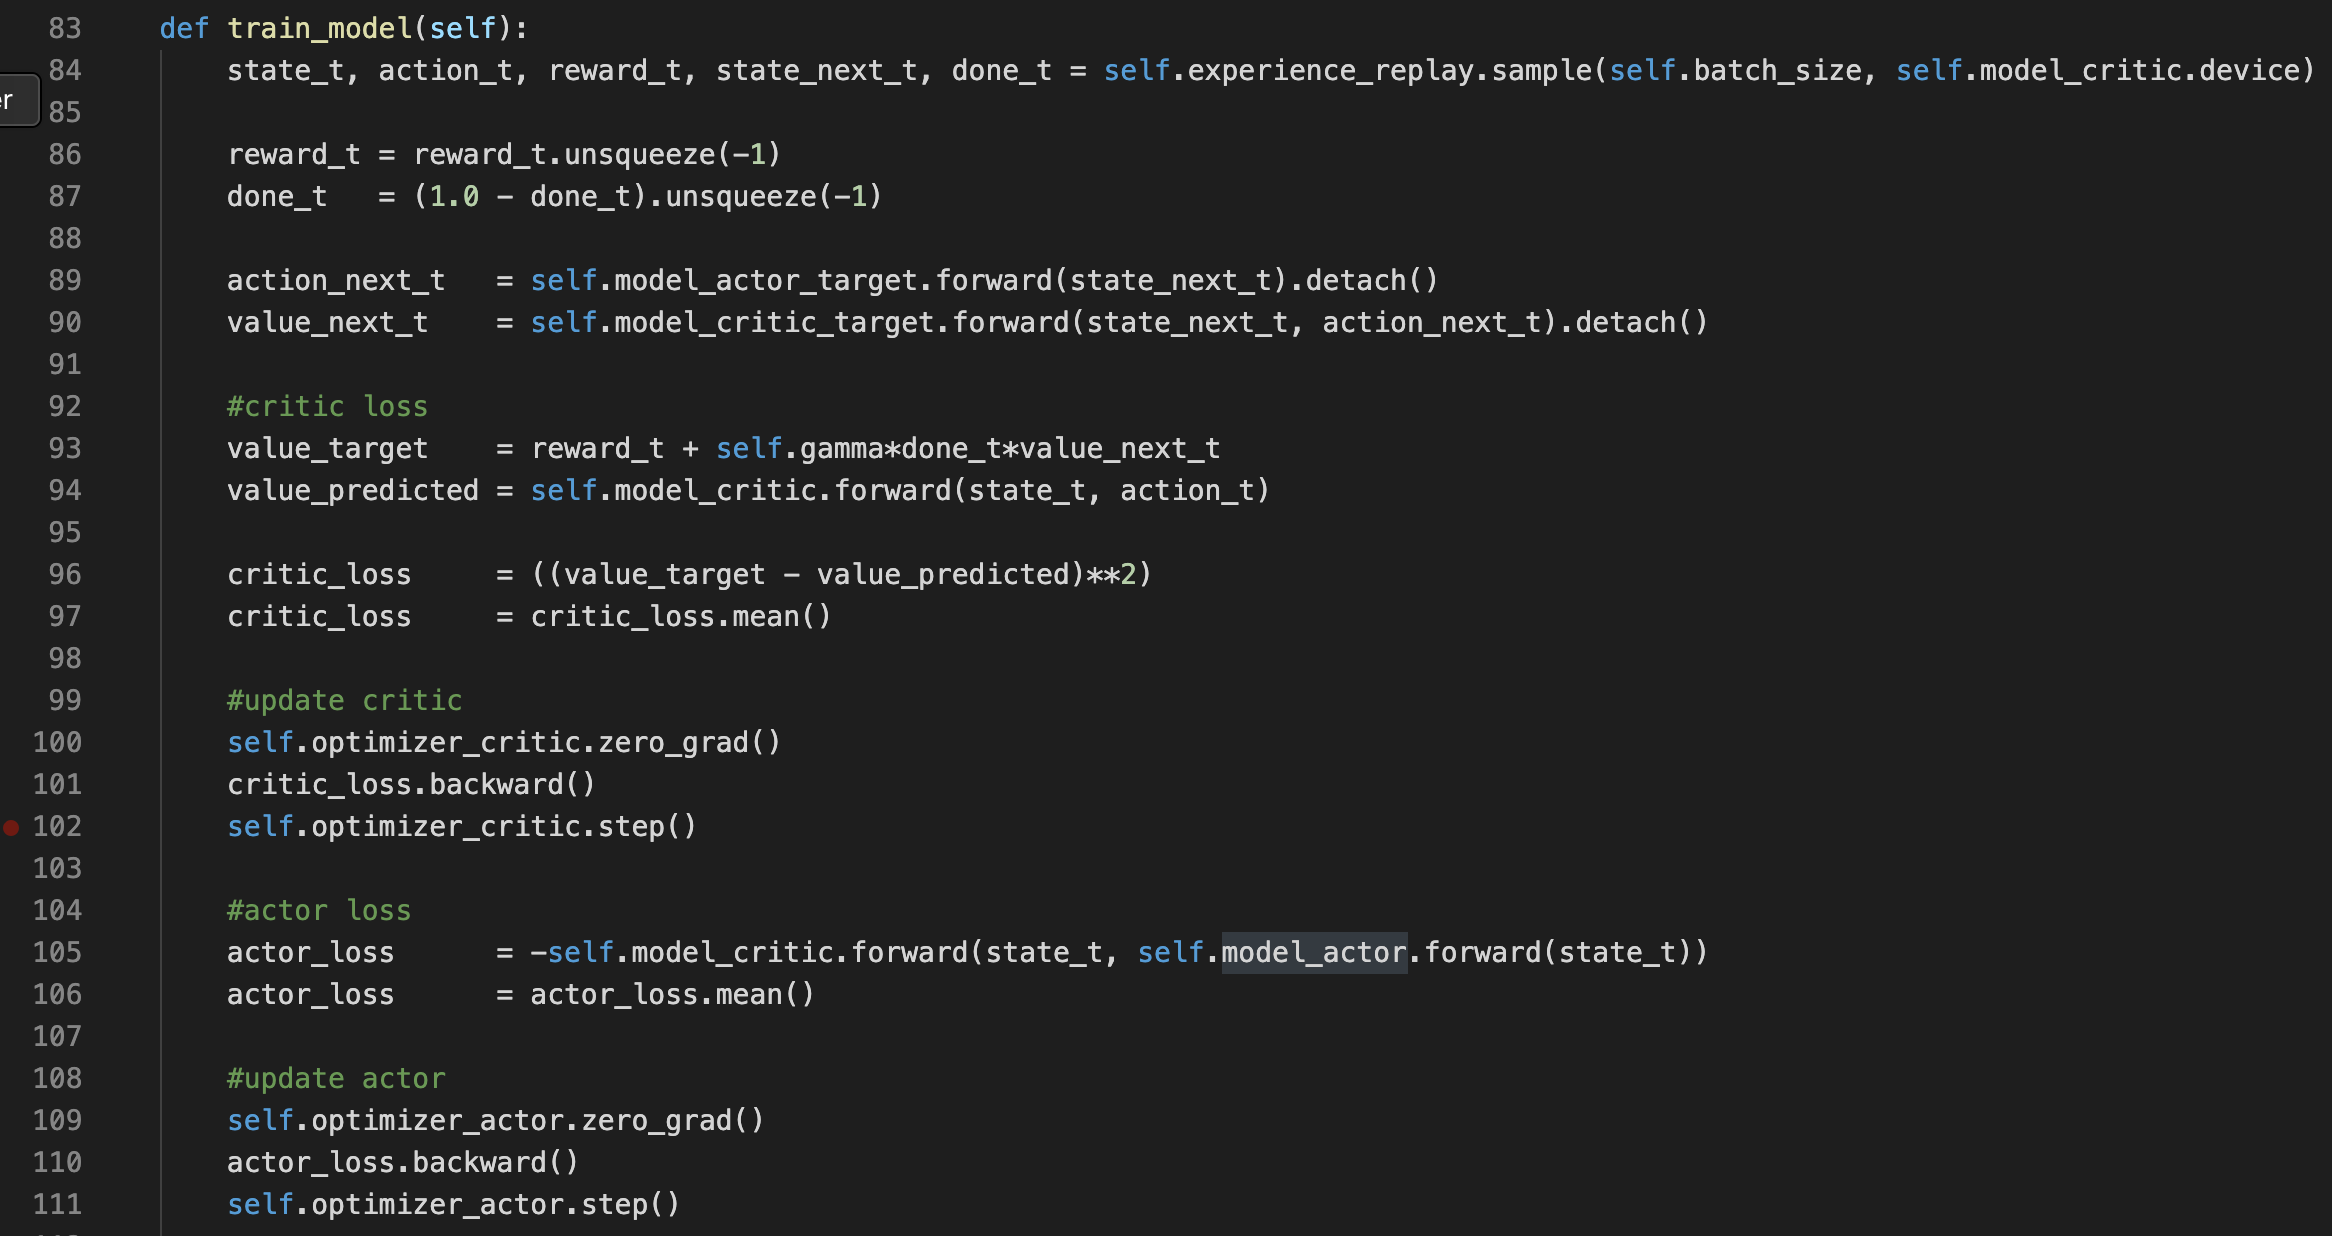 83 def train_model(self):
84 state_t, action_t, reward_t, state_next_t, done_t = self.experience_replay.sample(self.batch_size, self.model_critic.device)
er
85
86 reward_t = reward_t.unsqueeze(-1)
87 done_t   = (1.0 - done_t).unsqueeze(-1)
88
89 action_next_t   = self.model_actor_target.forward(state_next_t).detach()
90 value_next_t    = self.model_critic_target.forward(state_next_t, action_next_t).detach()
91
92 #critic loss
93 value_target    = reward_t + self.gamma*done_t*value_next_t
94 value_predicted = self.model_critic.forward(state_t, action_t)
95
96 critic_loss     = ((value_target - value_predicted)**2)
97 critic_loss     = critic_loss.mean()
98
99 #update critic
100 self.optimizer_critic.zero_grad()
101 critic_loss.backward()
102 self.optimizer_critic.step()
103
104 #actor loss
105 actor_loss      = -self.model_critic.forward(state_t, self.model_actor.forward(state_t))
106 actor_loss      = actor_loss.mean()
107
108 #update actor
109 self.optimizer_actor.zero_grad()
110 actor_loss.backward()
111 self.optimizer_actor.step()